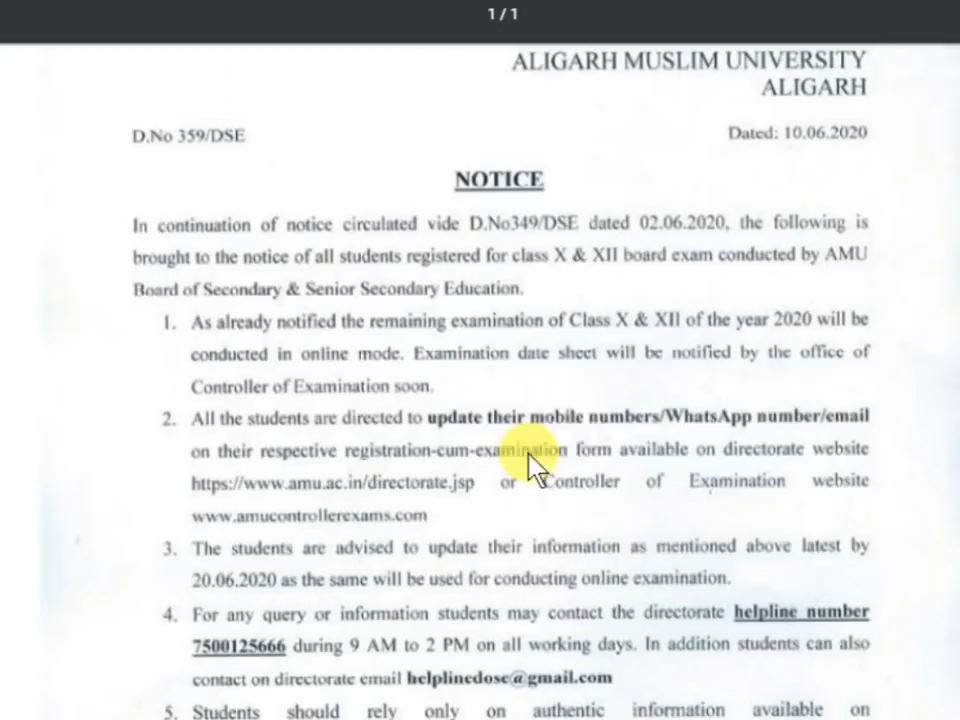 1 / 1
ALIGARH MUSLIM UNIVERSITY
ALIGARH
D.No 359/DSE Dated: 10.06.2020
NOTICE
In continuation of notice circulated vide D.No349/DSE dated 02.06.2020, the following is
brought to the notice of all students registered for class X & XII board exam conducted by AMU
Board of Secondary & Senior Secondary Education.
1. As already notified the remaining examination of Class X & XII of the year 2020 will be
conducted in online mode. Examination date sheet will be notified by the office of
Controller of Examination soon.
2. All the students are directed to update their mobile numbers/WhatsApp number/email
on their respective registration-cum-examination form available on directorate website
https://www.amu.ac.in/directorate.jsp or Controller of Examination website
www.amucontrollerexams.com
3. The students are advised to update their information as mentioned above latest by
20.06.2020 as the same will be used for conducting online examination.
4. For any query or information students may contact the directorate helpline number
7500125666 during 9 AM to 2 PM on all working days. In addition students can also
contact on directorate email helplinedose@gmail.com
5. Students should rely only on authentic information available on